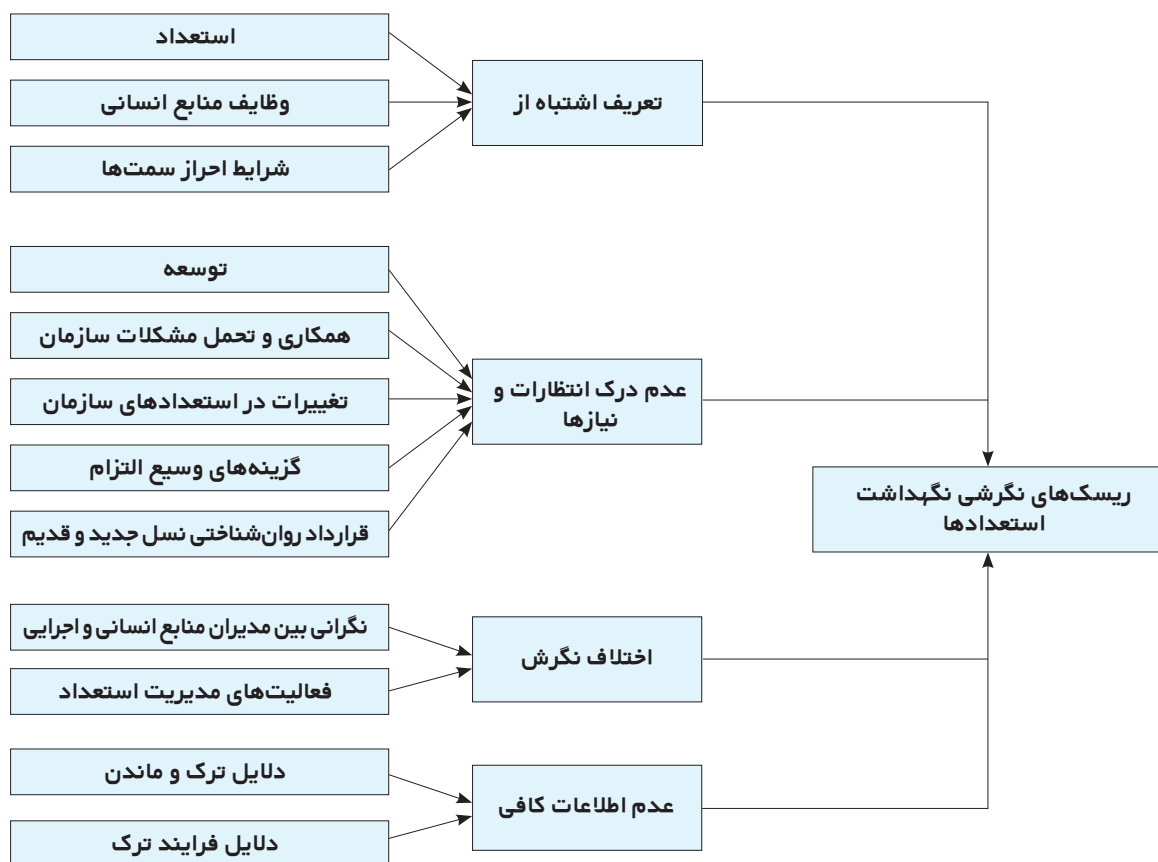 استعداد
وظایف منابع انسانی
شرایط احراز سمت‌ها
تعریف اشتباه از
توسعه
همکاری و تحمل مشکلات سازمان
تغییرات در استعدادهای سازمان
گزینه‌های وسیع التزام
قرارداد روان‌شناختی نسل جدید و قدیم
عدم درک انتظارات و
نیازها
نگرانی بین مدیران منابع انسانی و اجرایی
فعالیت‌های مدیریت استعداد
اختلاف نگرش
دلایل ترک و ماندن
دلایل فرایند ترک
عدم اطلاعات کافی
ریسک‌های نگرشی نگهداشت
استعدادها